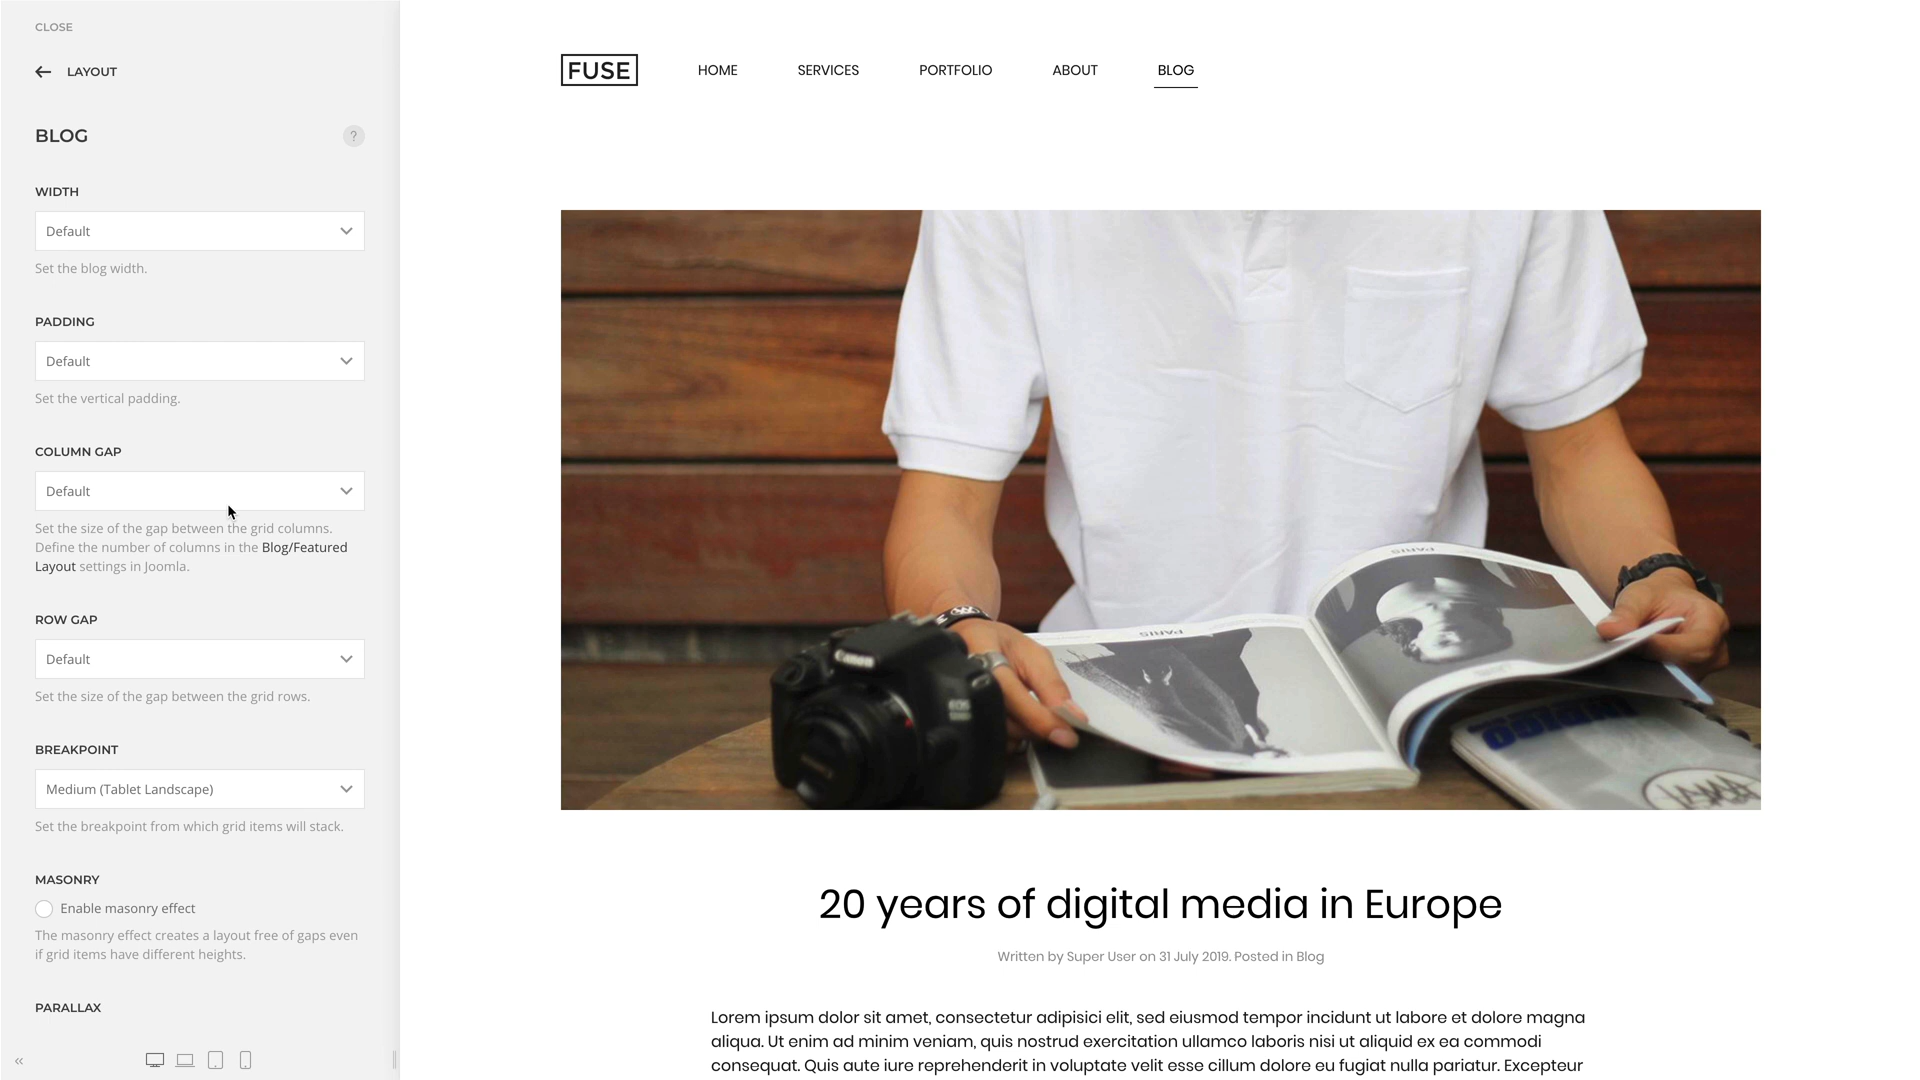 CLOSE
LAYOUT
BLOG
?
WIDTH
Default
Set the blog width.
PADDING
Default
Set the vertical padding.
COLUMN GAP
Default
Set the size of the gap between the grid columns.
Define the number of columns in the Blog/Featured
Layout settings in Joomla.
ROW GAP
Default
Set the size of the gap between the grid rows.
BREAKPOINT
Medium (Tablet Landscape)
Set the breakpoint from which grid items will stack.
MASONRY
Enable masonry effect
The masonry effect creates a layout free of gaps even
if grid items have different heights.
PARALLAX
FUSE
HOME SERVICES PORTFOLIO ABOUT BLOG
PARIS
PARIS
Canon
EOS
20 years of digital media in Europe
Written by Super User on 31 July 2019. Posted in Blog
Lorem ipsum dolor sit amet, consectetur adipisici elit, sed eiusmod tempor incidunt ut labore et dolore magna
aliqua. Ut enim ad minim veniam, quis nostrud exercitation ullamco laboris nisi ut aliquid ex ea commodi
consequat. Quis aute iure reprehenderit in voluptate velit esse cillum dolore eu fugiat nulla pariatur. Excepteur